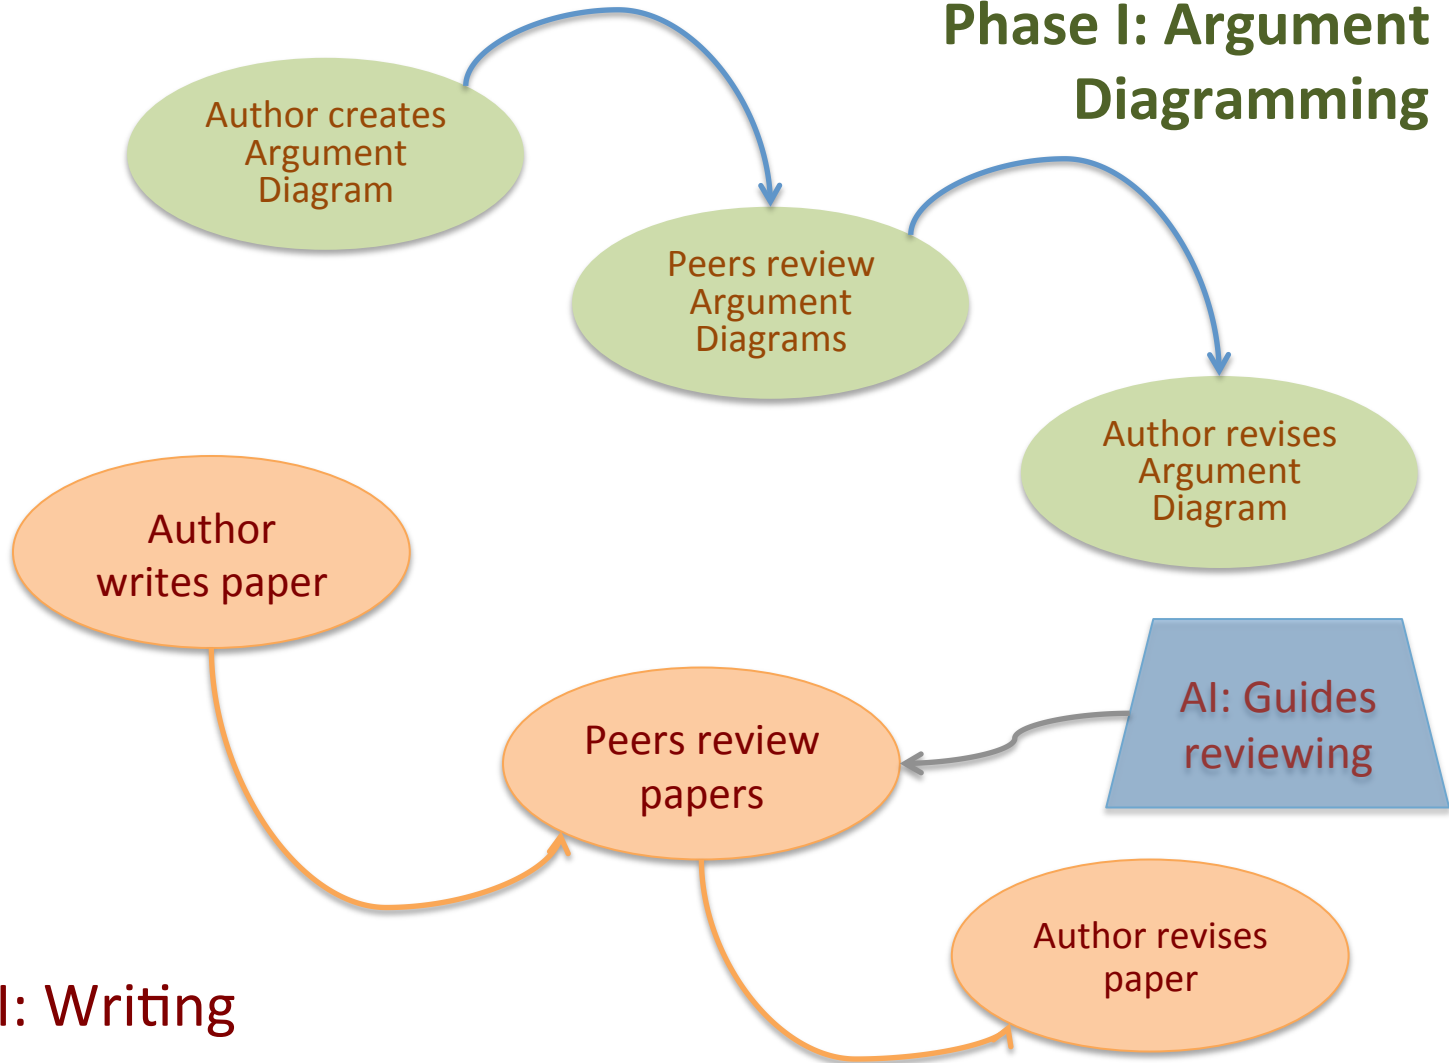 Phase I: Argument
Diagramming
Author creates
Argument
Diagram
Peers review
Argument
Diagrams
Author revises
Argument
Diagram
Author
writes paper
Peers review
papers
AI: Guides
reviewing
Author revises
paper
I: Writing